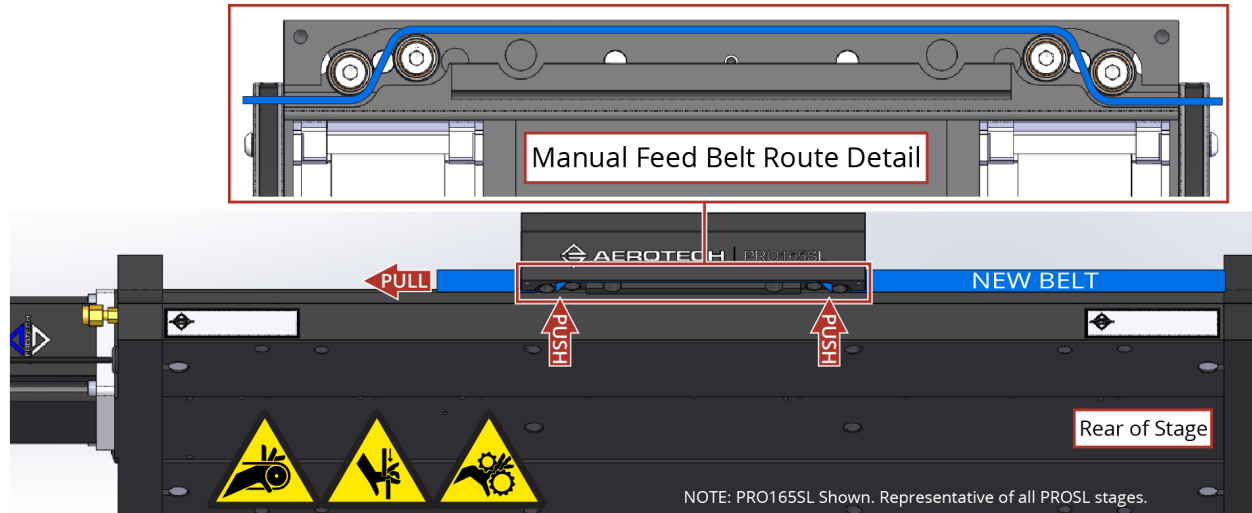 Manual Feed Belt Route Detail
AEROTECH PRO165SL
PULL
NEW BELT
PUSH
PUSH
Rear of Stage
NOTE: PRO165SL Shown. Representative of all PROSL stages.